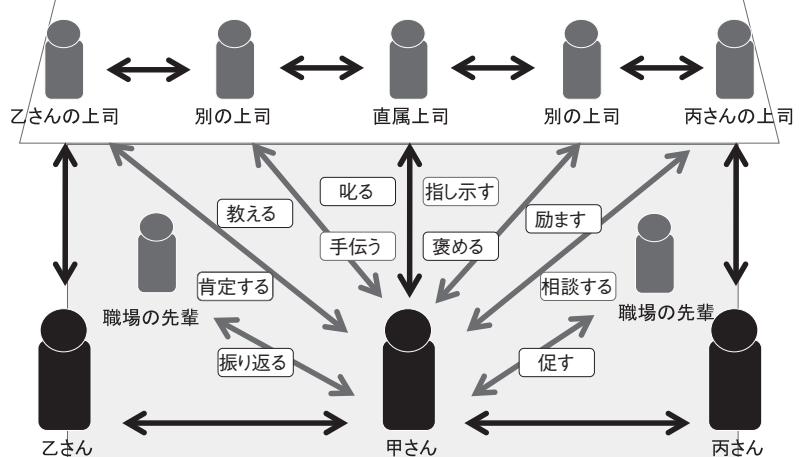 乙さんの上司
別の上司
直属上司
別の上司
丙さんの上司
叱る
指し示す
教える
励ます
手伝う
褒める
肯定する
相談する
職場の先輩
職場の先輩
振り返る
促す
乙さん
甲さん
丙さん